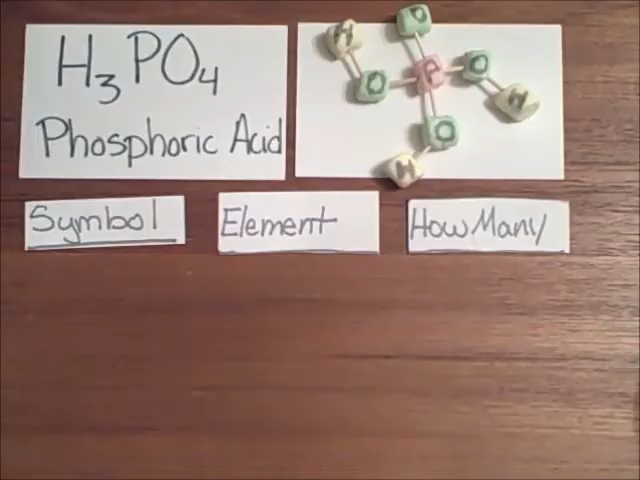 H₃PO₄
Phosphoric Acid
H
O
O
P
O
H
O
H
Symbol
Element
How Many